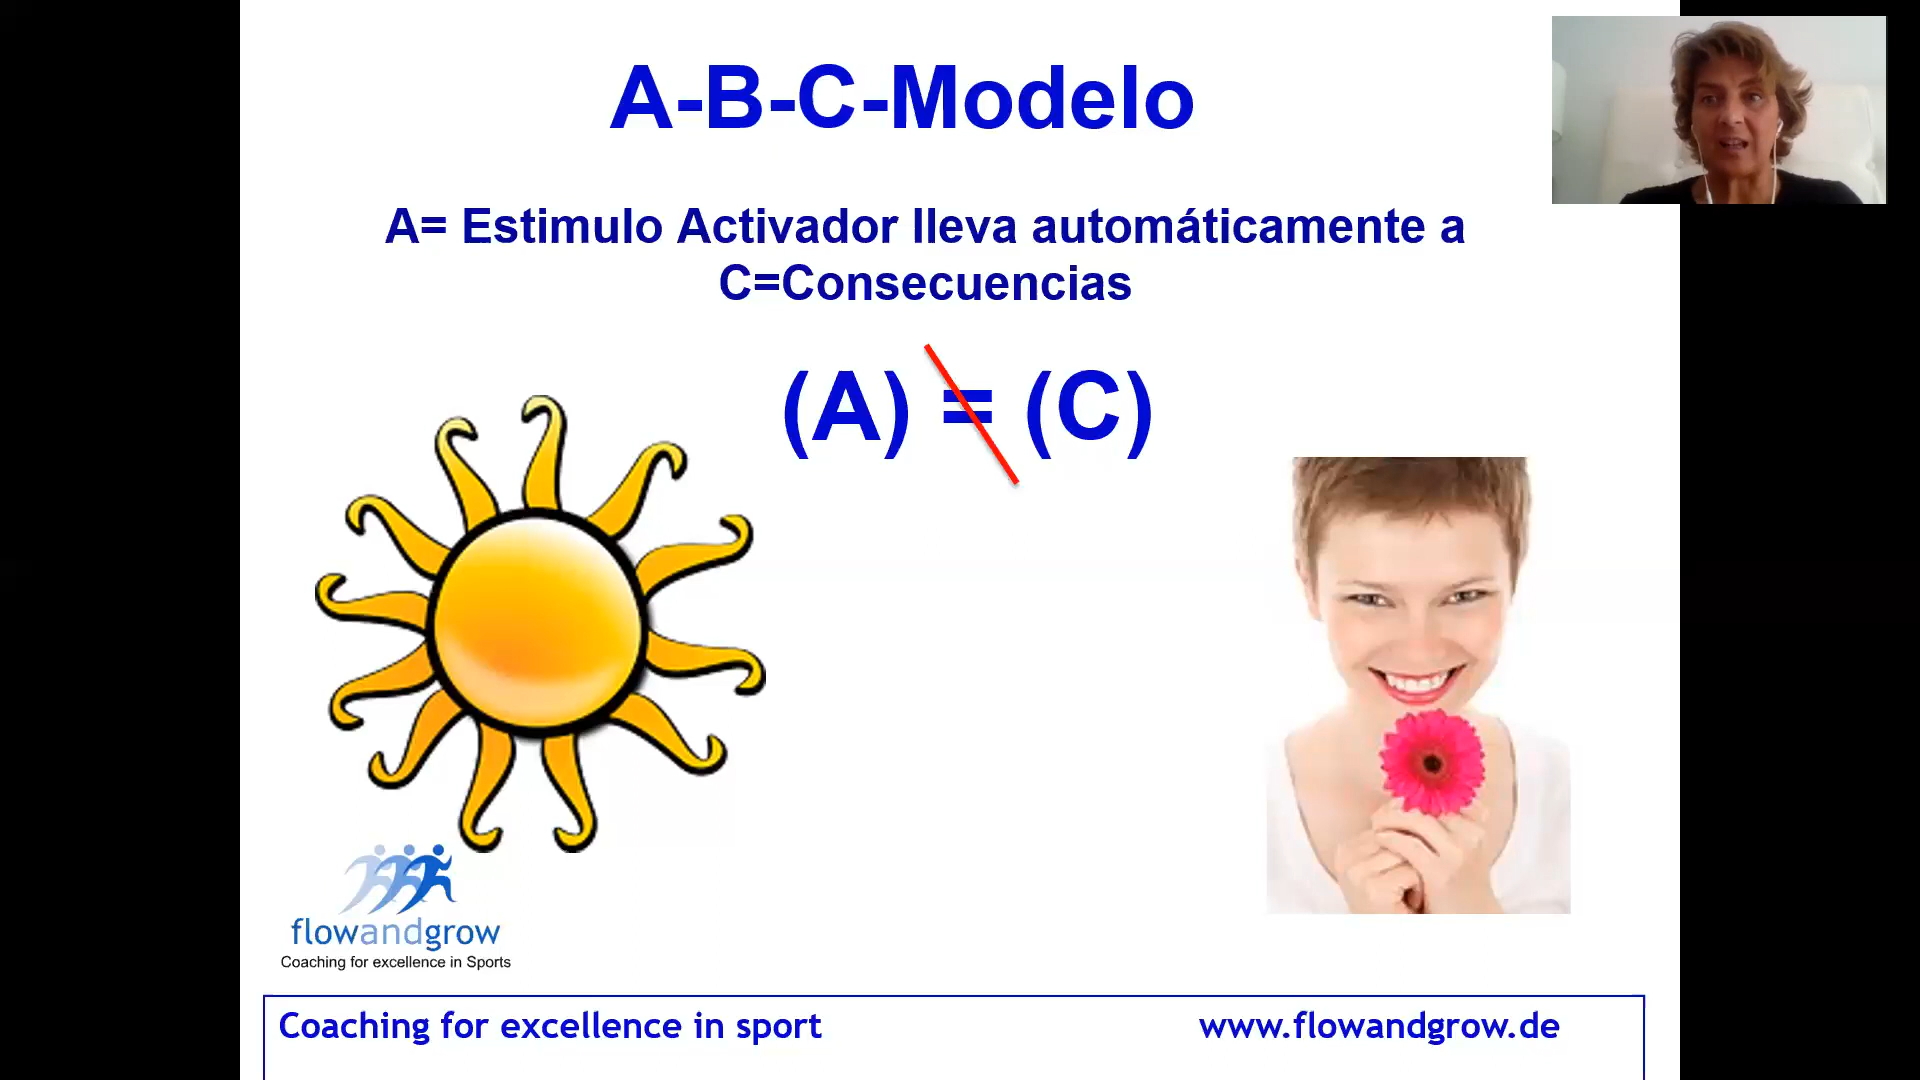 A-B-C-Modelo
A= Estimulo Activador lleva automáticamente a
C=Consecuencias
(A) = (C)
flowandgrow
Coaching for excellence in Sports
Coaching for excellence in sport www.flowandgrow.de